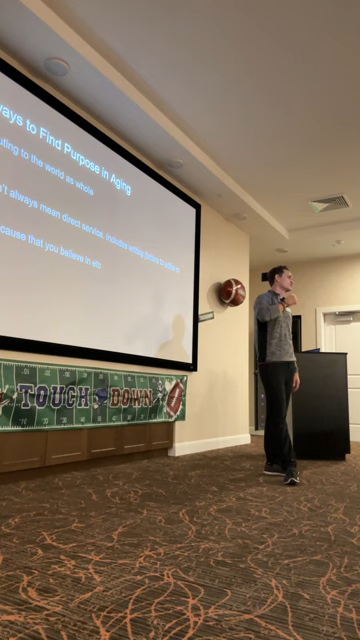 ways to Find Purpose in Aging
uting to the world as whole
't always mean direct service. Includes writing
cause that you believe in etc
TOUCH DOWN